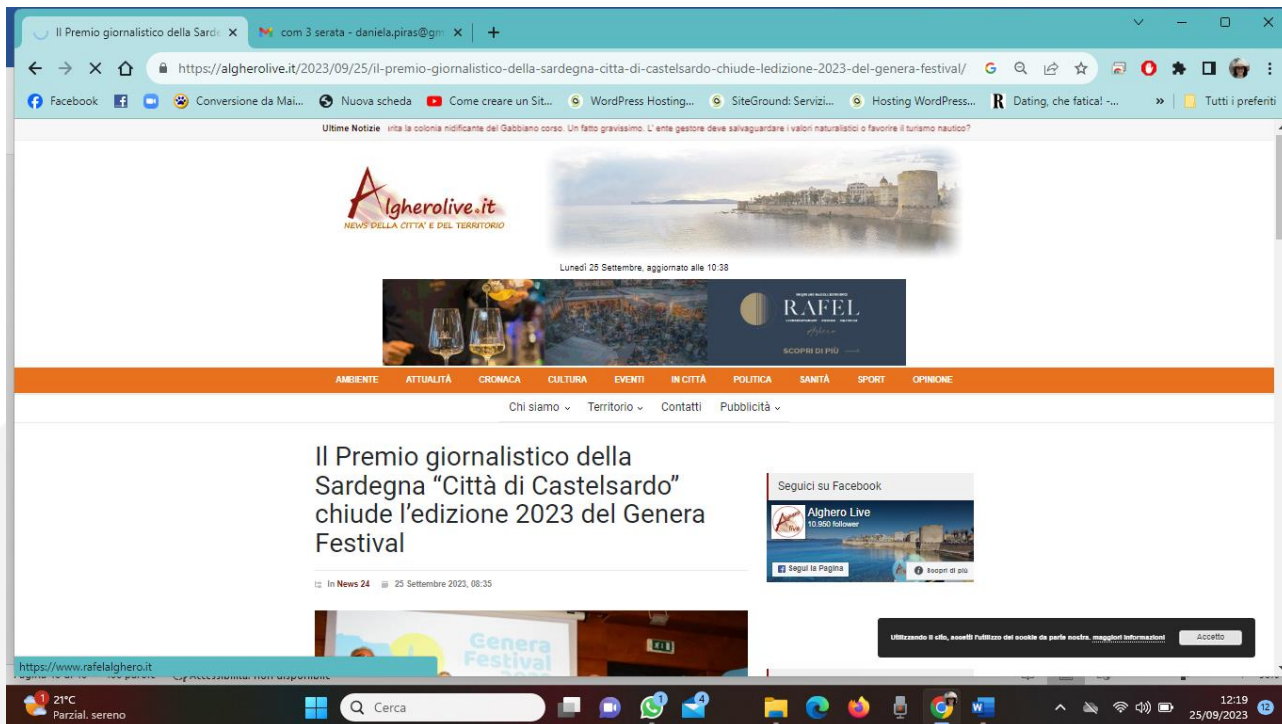 Il Premio giornalistico della Sarde
com 3 serata - daniela.piras@gm
https://algherolive.it/2023/09/25/il-premio-giornalistico-della-sardegna-citta-di-castelsardo-chiude-ledizione-2023-del-genera-festival/
Facebook Conversione da Mai... Nuova scheda Come creare un Sit... WordPress Hosting... SiteGround: Servizi... Hosting WordPress... Dating, che fatica! -... » Tutti i preferiti
Ultime Notizie rita la colonia nidificante del Gabbiano corso. Un fatto gravissimo. L' ente gestore deve salvaguardare i valori naturalistici o favorire il turismo nautico?
Algherolive.it
NEWS DELLA CITTA' E DEL TERRITORIO
Lunedì 25 Settembre, aggiornato alle 10:38
RAFEL
Alghero
SCOPRI DI PIÙ
AMBIENTE ATTUALITÀ CRONACA CULTURA EVENTI IN CITTÀ POLITICA SANITÀ SPORT OPINIONE
Chi siamo Territorio Contatti Pubblicità
Il Premio giornalistico della
Sardegna “Città di Castelsardo”
chiude l’edizione 2023 del Genera
Festival
In News 24 25 Settembre 2023, 08:35
Seguici su Facebook
Alghero Live
10.950 follower
Segui la Pagina
Scopri di più
Genera
Festival
Utilizzando il sito, accetti l'utilizzo dei cookie da parte nostra. maggiori informazioni
Accetto
https://www.rafelalghero.it
1
21°C
Parzial. sereno
Cerca
1
4
12:19
25/09/2023
12